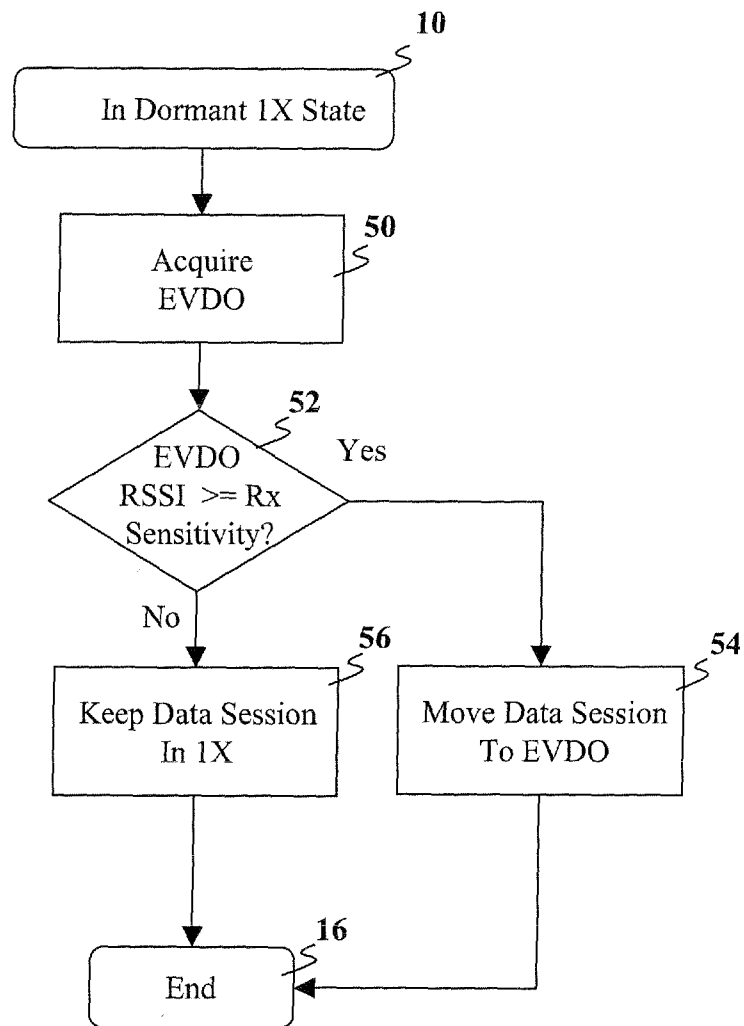 10
In Dormant 1X State
50
Acquire
EVDO
52
EVDO
RSSI >= Rx
Sensitivity?
Yes
No
56
Keep Data Session
In 1X
54
Move Data Session
To EVDO
16
End